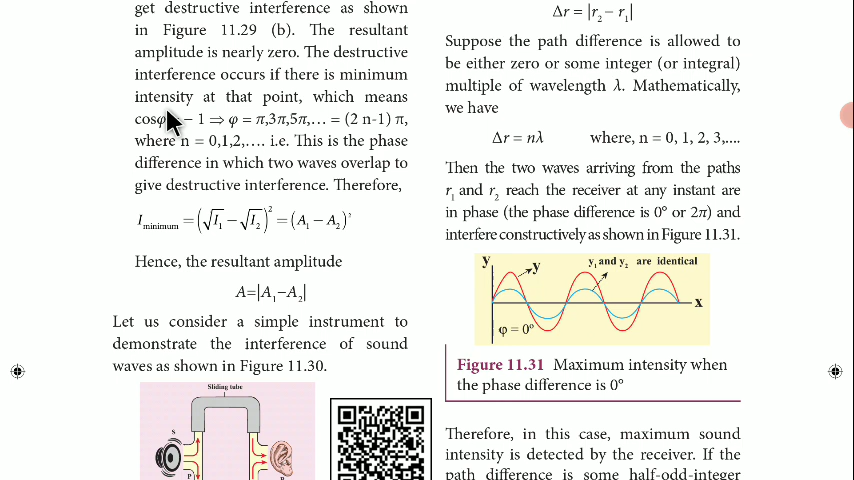 get destructive interference as shown
in Figure 11.29 (b). The resultant
amplitude is nearly zero. The destructive
interference occurs if there is minimum
intensity at that point, which means
cosφ − 1 ⇒ φ = π,3π,5π,… = (2 n-1) π,
where n = 0,1,2,…. i.e. This is the phase
difference in which two waves overlap to
give destructive interference. Therefore,
I_minimum = (√I₁ − √I₂)² = (A₁ − A₂)²
Hence, the resultant amplitude
A=|A₁−A₂|
Let us consider a simple instrument to
demonstrate the interference of sound
waves as shown in Figure 11.30.
Sliding tube
S
P
R
Δr = |r₂ − r₁|
Suppose the path difference is allowed to
be either zero or some integer (or integral)
multiple of wavelength λ. Mathematically,
we have
Δr = nλ where, n = 0, 1, 2, 3,....
Then the two waves arriving from the paths
r₁ and r₂ reach the receiver at any instant are
in phase (the phase difference is 0° or 2π) and
interfere constructively as shown in Figure 11.31.
y
y
y₁ and y₂ are identical
x
φ = 0°
Figure 11.31 Maximum intensity when
the phase difference is 0°
Therefore, in this case, maximum sound
intensity is detected by the receiver. If the
path difference is some half-odd-integer